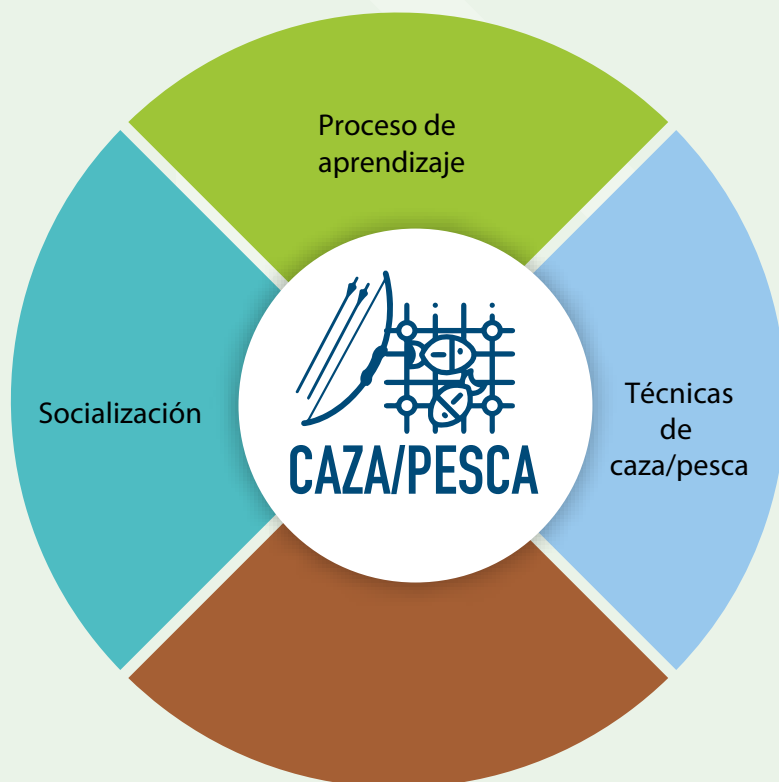 Proceso de
aprendizaje
Socialización
Técnicas
de
caza/pesca
CAZA/PESCA